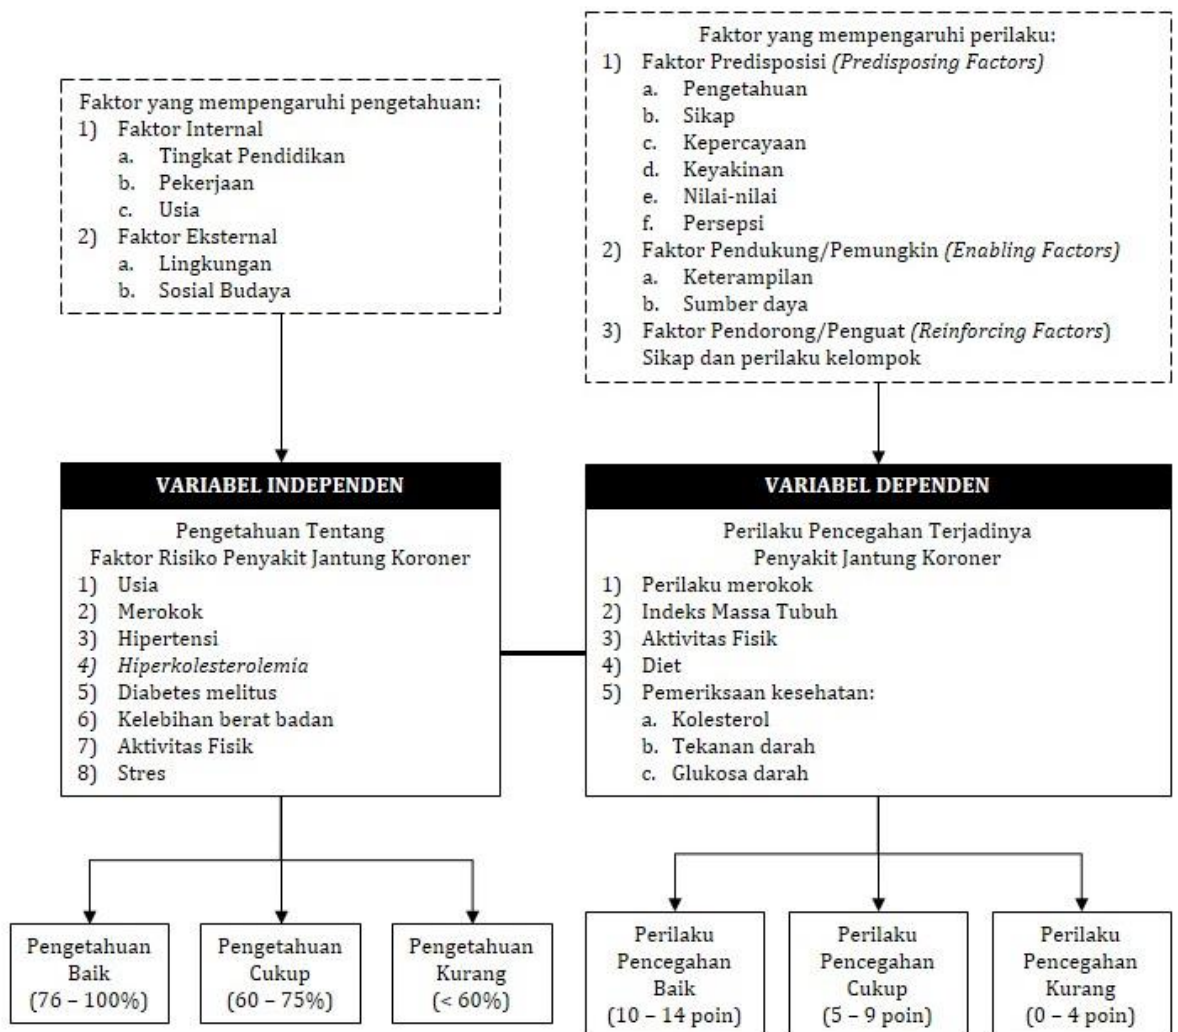 Faktor yang mempengaruhi pengetahuan:
1) Faktor Internal
a. Tingkat Pendidikan
b. Pekerjaan
c. Usia
2) Faktor Eksternal
a. Lingkungan
b. Sosial Budaya
Faktor yang mempengaruhi perilaku:
1) Faktor Predisposisi (Predisposing Factors)
a. Pengetahuan
b. Sikap
c. Kepercayaan
d. Keyakinan
e. Nilai-nilai
f. Persepsi
2) Faktor Pendukung/Pemungkin (Enabling Factors)
a. Keterampilan
b. Sumber daya
3) Faktor Pendorong/Penguat (Reinforcing Factors)
Sikap dan perilaku kelompok
VARIABEL INDEPENDEN
Pengetahuan Tentang
Faktor Risiko Penyakit Jantung Koroner
1) Usia
2) Merokok
3) Hipertensi
4) Hiperkolesterolemia
5) Diabetes melitus
6) Kelebihan berat badan
7) Aktivitas Fisik
8) Stres
VARIABEL DEPENDEN
Perilaku Pencegahan Terjadinya
Penyakit Jantung Koroner
1) Perilaku merokok
2) Indeks Massa Tubuh
3) Aktivitas Fisik
4) Diet
5) Pemeriksaan kesehatan:
a. Kolesterol
b. Tekanan darah
c. Glukosa darah
Pengetahuan
Baik
(76 – 100%)
Pengetahuan
Cukup
(60 – 75%)
Pengetahuan
Kurang
(< 60%)
Perilaku
Pencegahan
Baik
(10 – 14 poin)
Perilaku
Pencegahan
Cukup
(5 – 9 poin)
Perilaku
Pencegahan
Kurang
(0 – 4 poin)